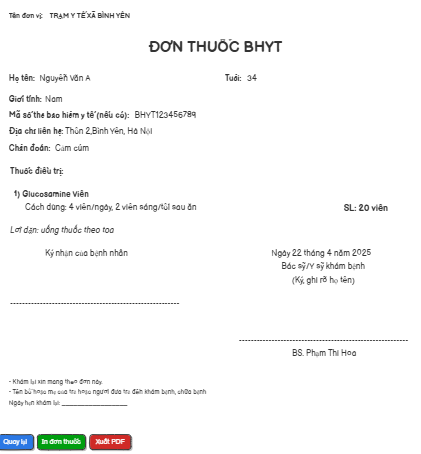 Tên đơn vị: TRẠM Y TẾ XÃ BÌNH YÊN
ĐƠN THUỐC BHYT
Họ tên: Nguyễn Văn A Tuổi: 34
Giới tính: Nam
Mã số thẻ bảo hiểm y tế (nếu có): BHYT123456789
Địa chỉ liên hệ: Thôn 2,Bình Yên, Hà Nội
Chẩn đoán: Cảm cúm
Thuốc điều trị:
1) Glucosamine Viên
Cách dùng: 4 viên/ngày, 2 viên sáng/tối sau ăn SL: 20 viên
Lời dặn: uống thuốc theo toa
Ký nhận của bệnh nhân
Ngày 22 tháng 4 năm 2025
Bác sỹ/Y sỹ khám bệnh
(Ký, ghi rõ họ tên)
BS. Phạm Thị Hoa
- Khám lại xin mang theo đơn này.
- Tên bố hoặc mẹ của trẻ hoặc người đưa trẻ đến khám bệnh, chữa bệnh
Ngày hẹn khám lại: ____________________
Quay lại In đơn thuốc Xuất PDF